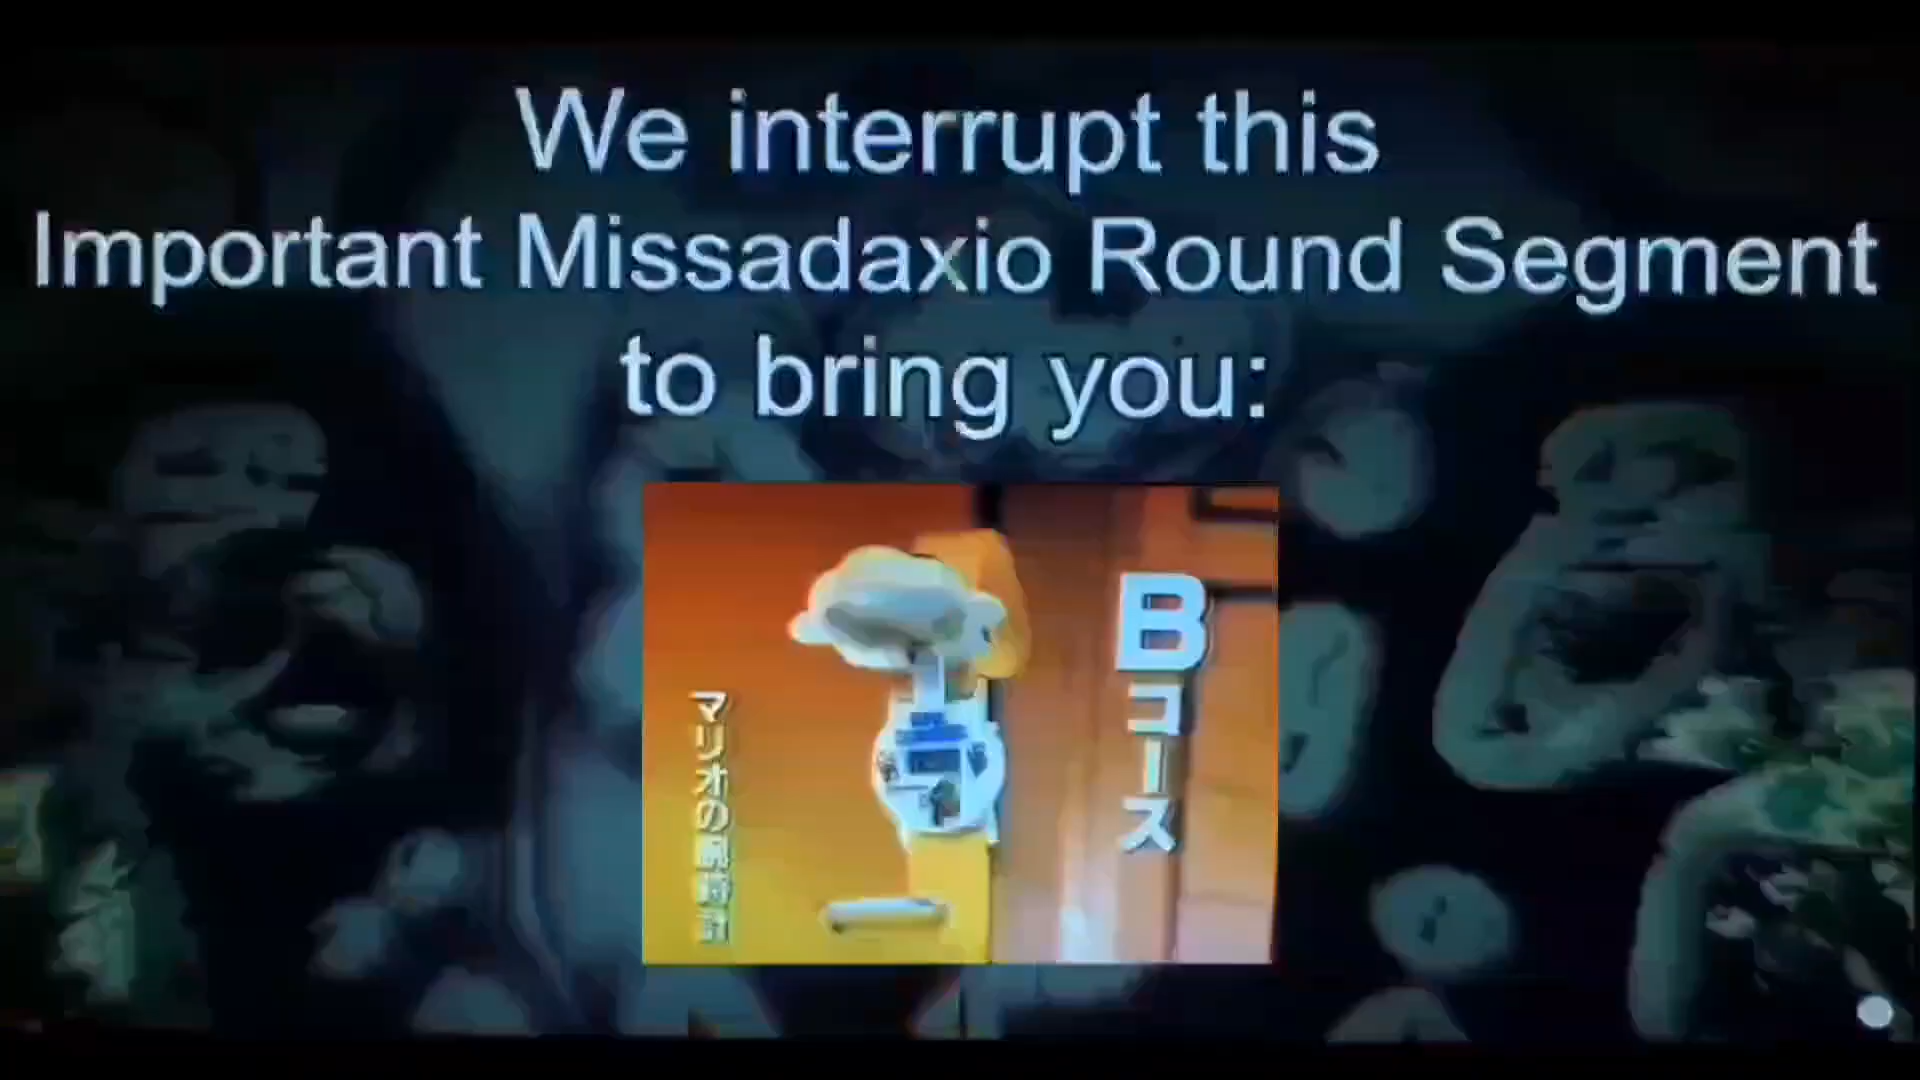 We interrupt this
Important Missadaxio Round Segment
to bring you:
Bコース
マリオの腕時計